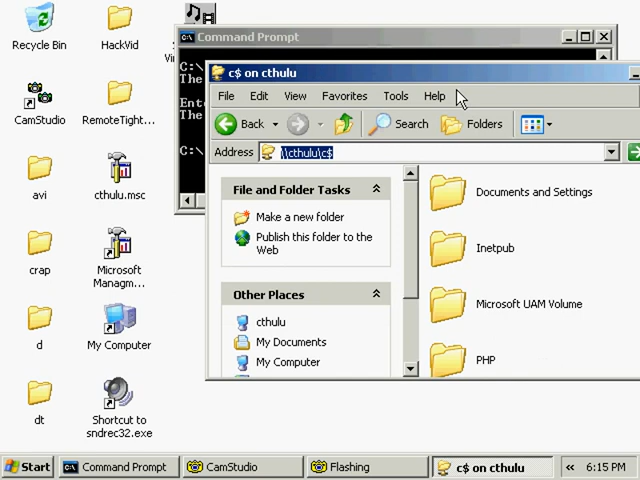 Recycle Bin
HackVid
CamStudio
RemoteTight...
avi
cthulu.msc
crap
Microsoft
Managm...
d
My Computer
dt
Shortcut to
sndrec32.exe
Command Prompt
C:\
The
Ente
The
C:\
c$ on cthulu
File Edit View Favorites Tools Help
Back Search Folders
Address \\cthulu\c$
File and Folder Tasks
Make a new folder
Publish this folder to the
Web
Other Places
cthulu
My Documents
My Computer
Documents and Settings
Inetpub
Microsoft UAM Volume
PHP
Start Command Prompt CamStudio Flashing c$ on cthulu 6:15 PM